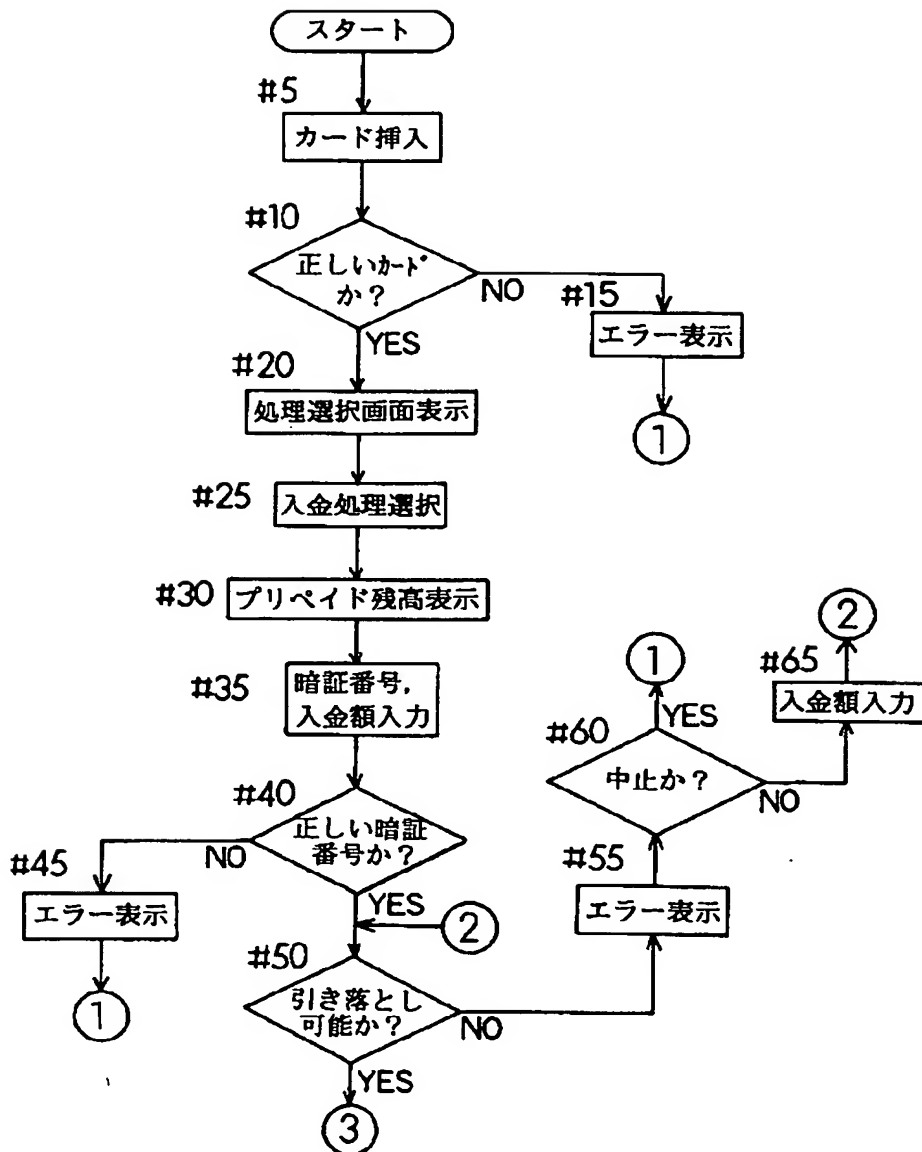 スタート
#5
カード挿入
#10
正しいｶｰﾄﾞ
か？
NO
#15
エラー表示
①
YES
#20
処理選択画面表示
#25
入金処理選択
#30
プリペイド残高表示
#35
暗証番号，
入金額入力
#40
正しい暗証
番号か？
NO
#45
エラー表示
①
YES
②
#50
引き落とし
可能か？
NO
#55
エラー表示
#60
中止か？
YES
①
NO
#65
入金額入力
②
YES
③